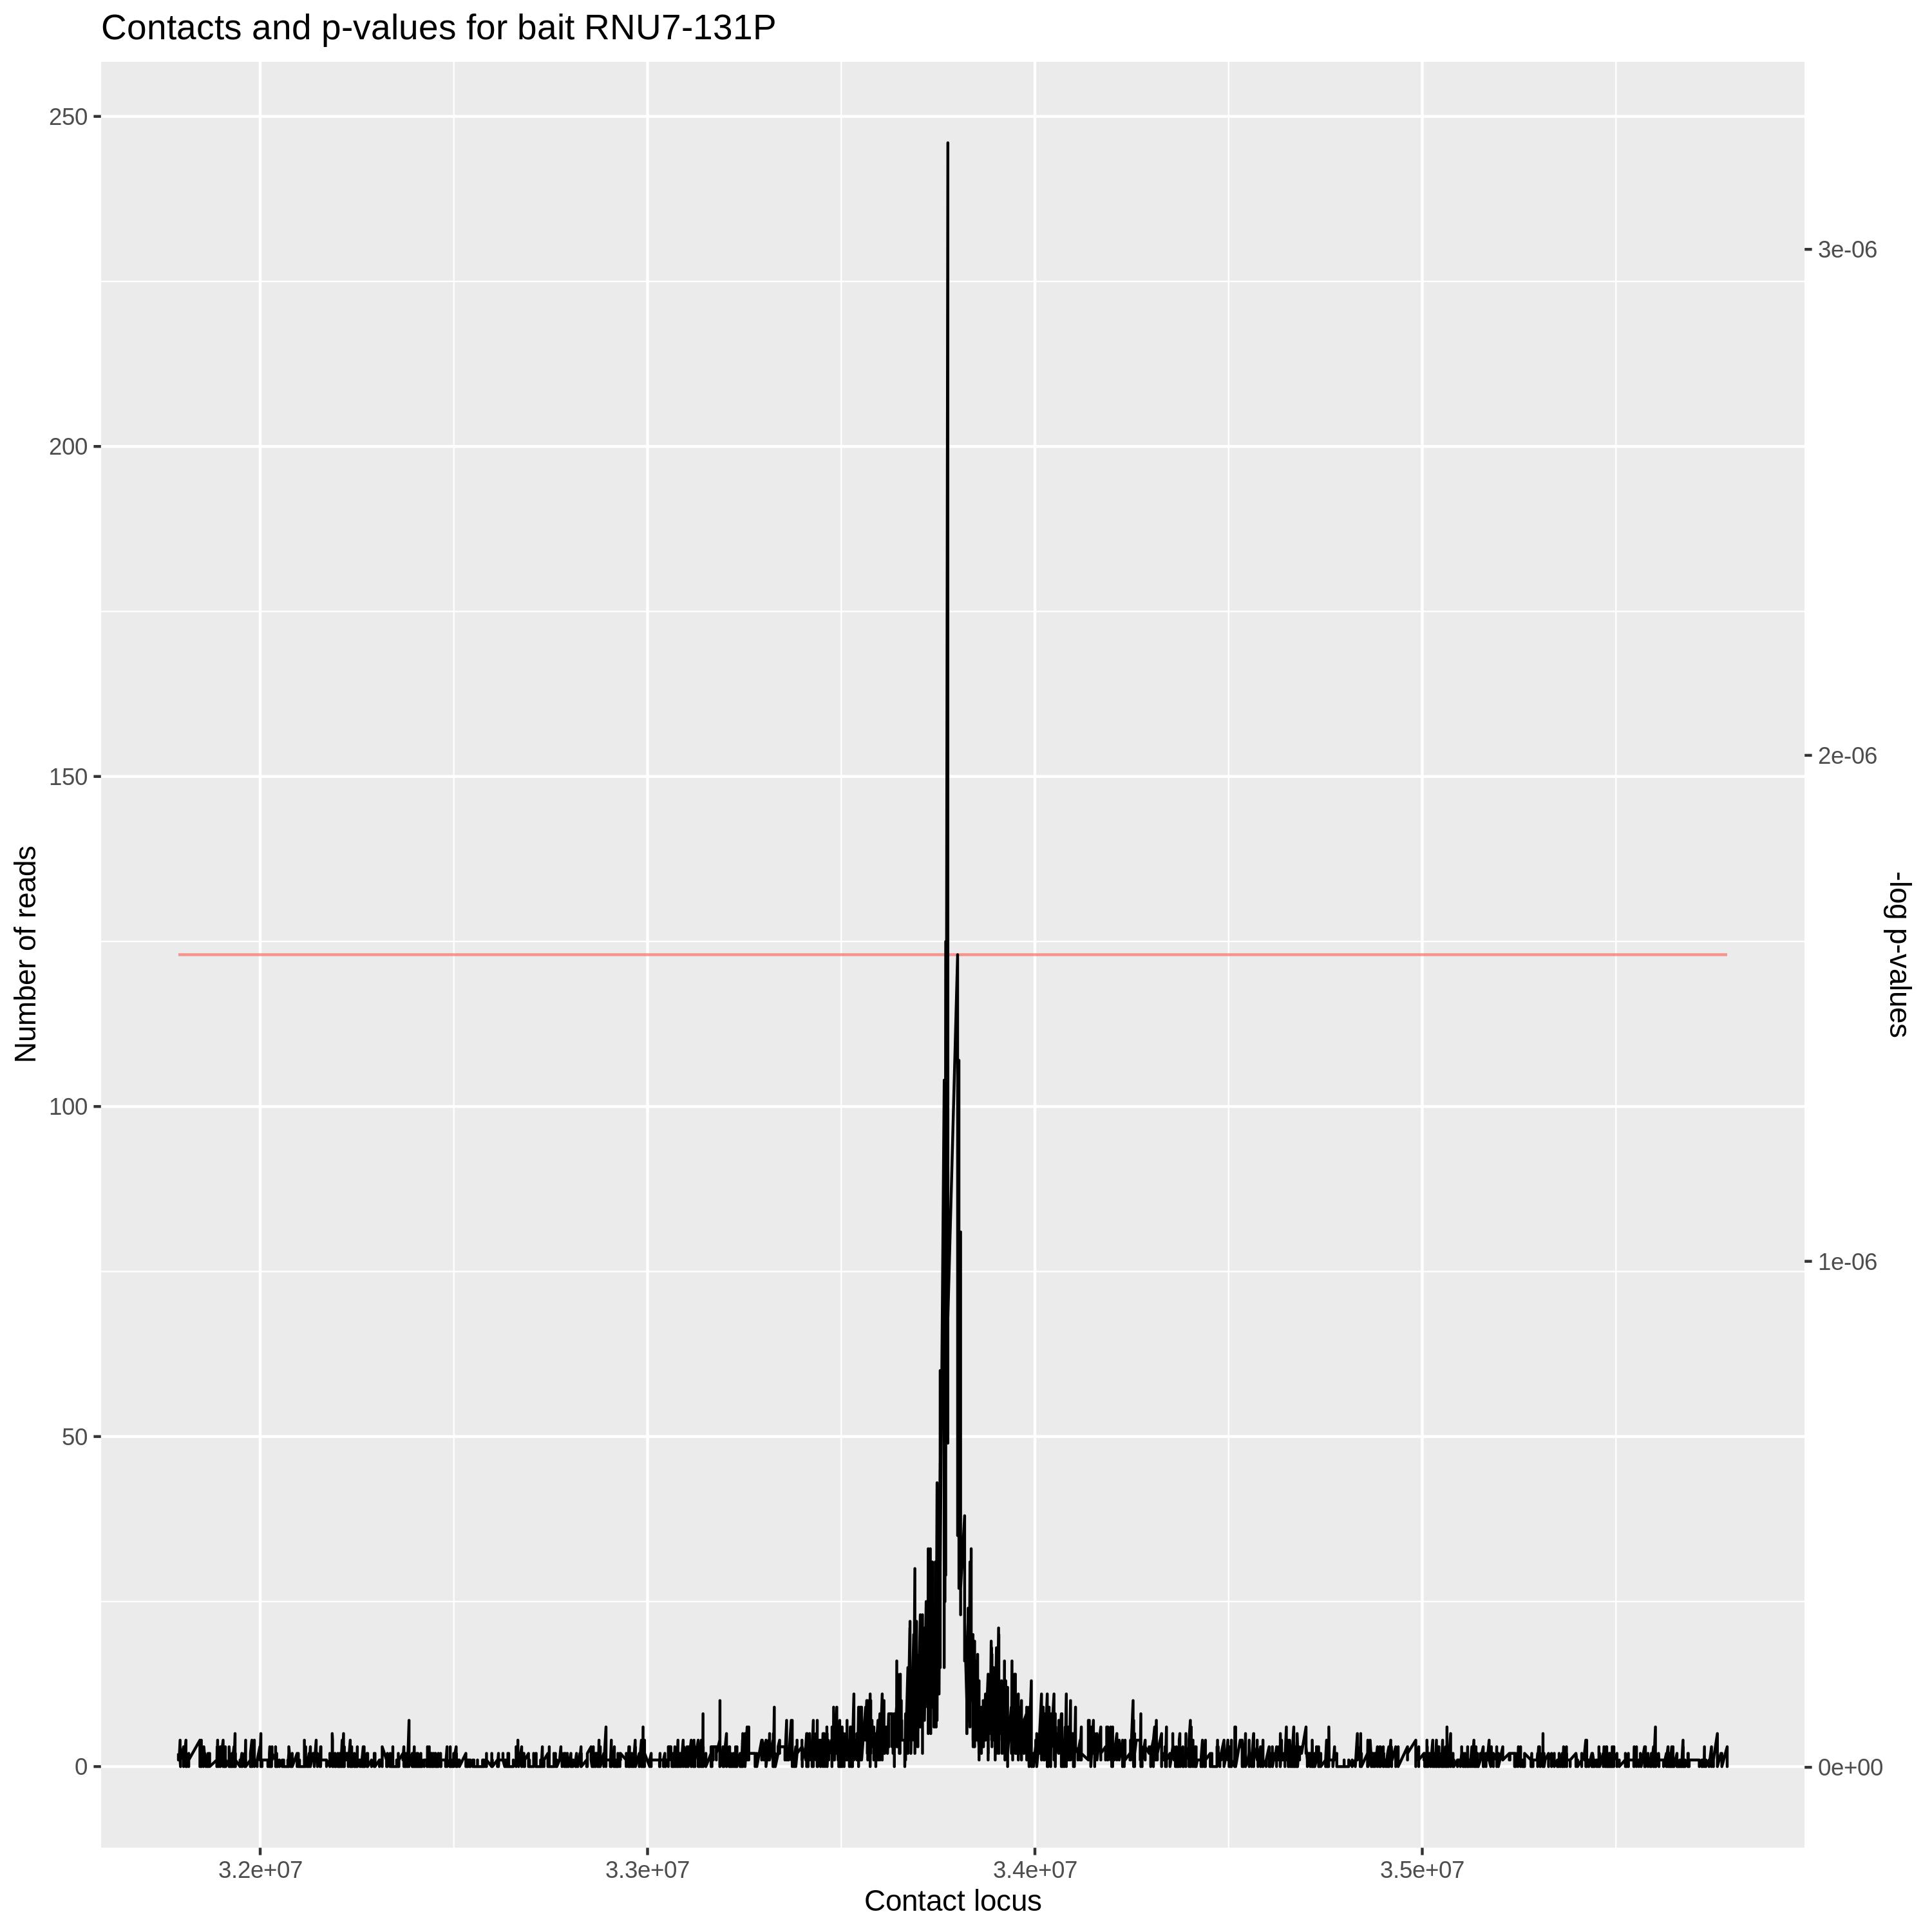 Contacts and p-values for bait RNU7-131P
250
200
150
100
50
0
Number of reads
3e-06
2e-06
1e-06
0e+00
-log p-values
3.2e+07
3.3e+07
3.4e+07
3.5e+07
Contact locus